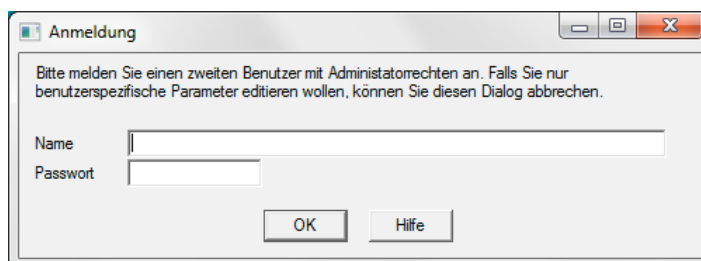 Anmeldung
Bitte melden Sie einen zweiten Benutzer mit Administatorrechten an. Falls Sie nur
benutzerspezifische Parameter editieren wollen, können Sie diesen Dialog abbrechen.
Name
Passwort
OK Hilfe